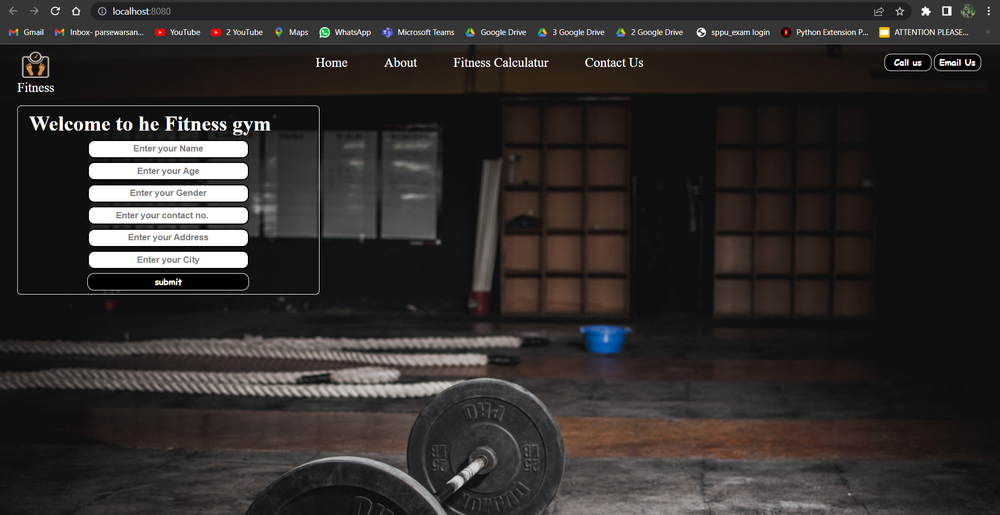 localhost:8080
Gmail Inbox- parsewarsan... YouTube 2 YouTube Maps WhatsApp Microsoft Teams Google Drive 3 Google Drive 2 Google Drive sppu_exam login Python Extension P... ATTENTION PLEASE... »
Home About Fitness Calculatur Contact Us Call us Email Us
Fitness
Welcome to he Fitness gym
Enter your Name
Enter your Age
Enter your Gender
Enter your contact no.
Enter your Address
Enter your City
submit
PRO
25 LB
25 LB